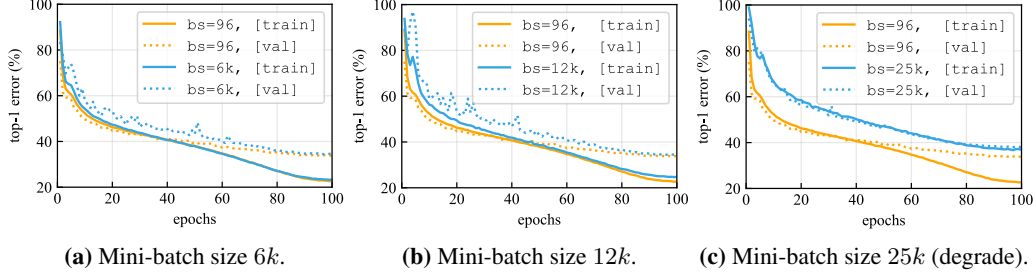 100
80
60
40
20
top-1 error (%)
0 20 40 60 80 100
epochs
bs=96, [train]
bs=96, [val]
bs=6k, [train]
bs=6k, [val]
(a) Mini-batch size 6k.
100
80
60
40
20
top-1 error (%)
0 20 40 60 80 100
epochs
bs=96, [train]
bs=96, [val]
bs=12k, [train]
bs=12k, [val]
(b) Mini-batch size 12k.
100
80
60
40
20
top-1 error (%)
0 20 40 60 80 100
epochs
bs=96, [train]
bs=96, [val]
bs=25k, [train]
bs=25k, [val]
(c) Mini-batch size 25k (degrade).